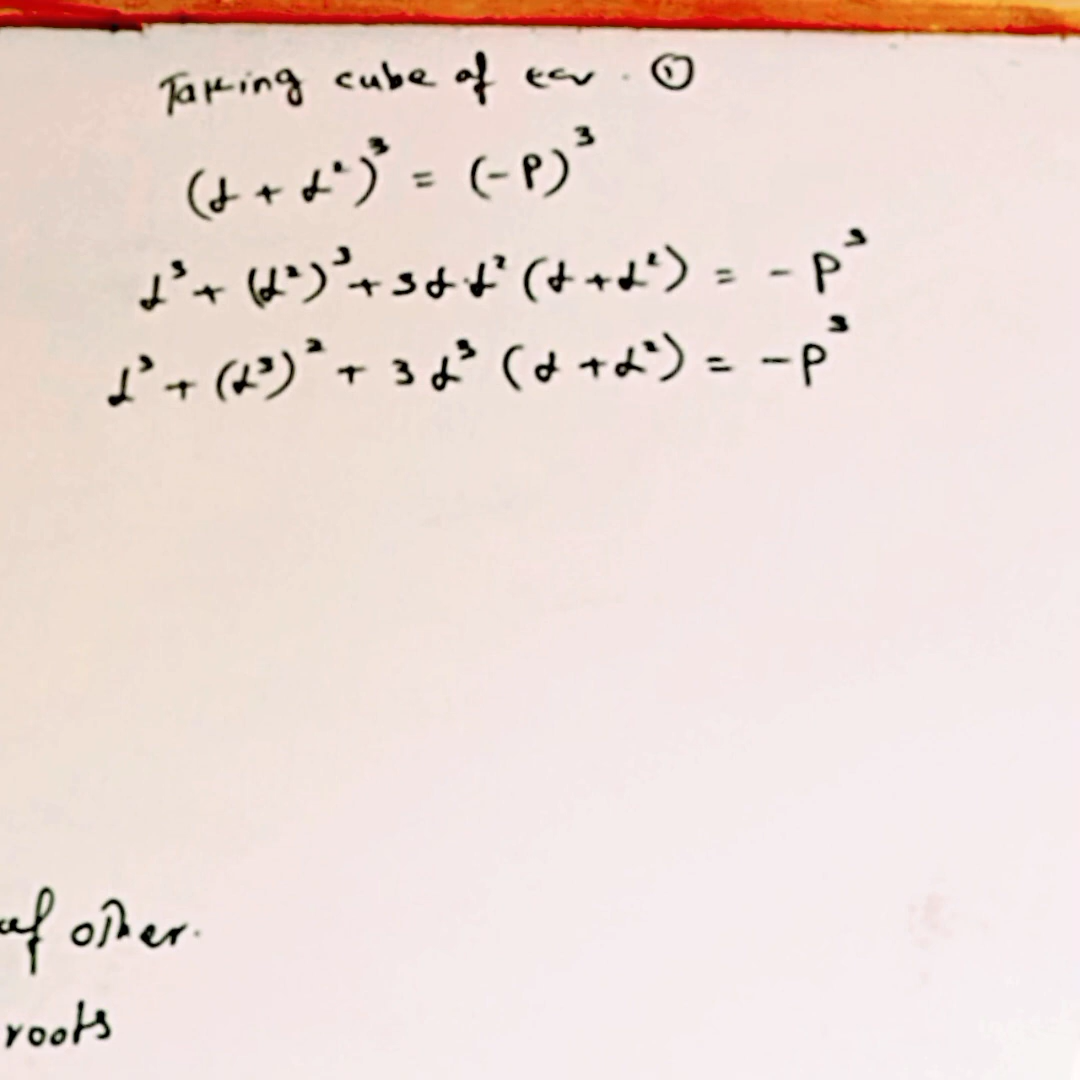 Taking cube of eqn. ①
(α + α²)³ = (-P)³
α³ + (α²)³ + 3α.α² (α + α²) = - P³
α³ + (α³)² + 3α³ (α + α²) = -P³
of other.
roots